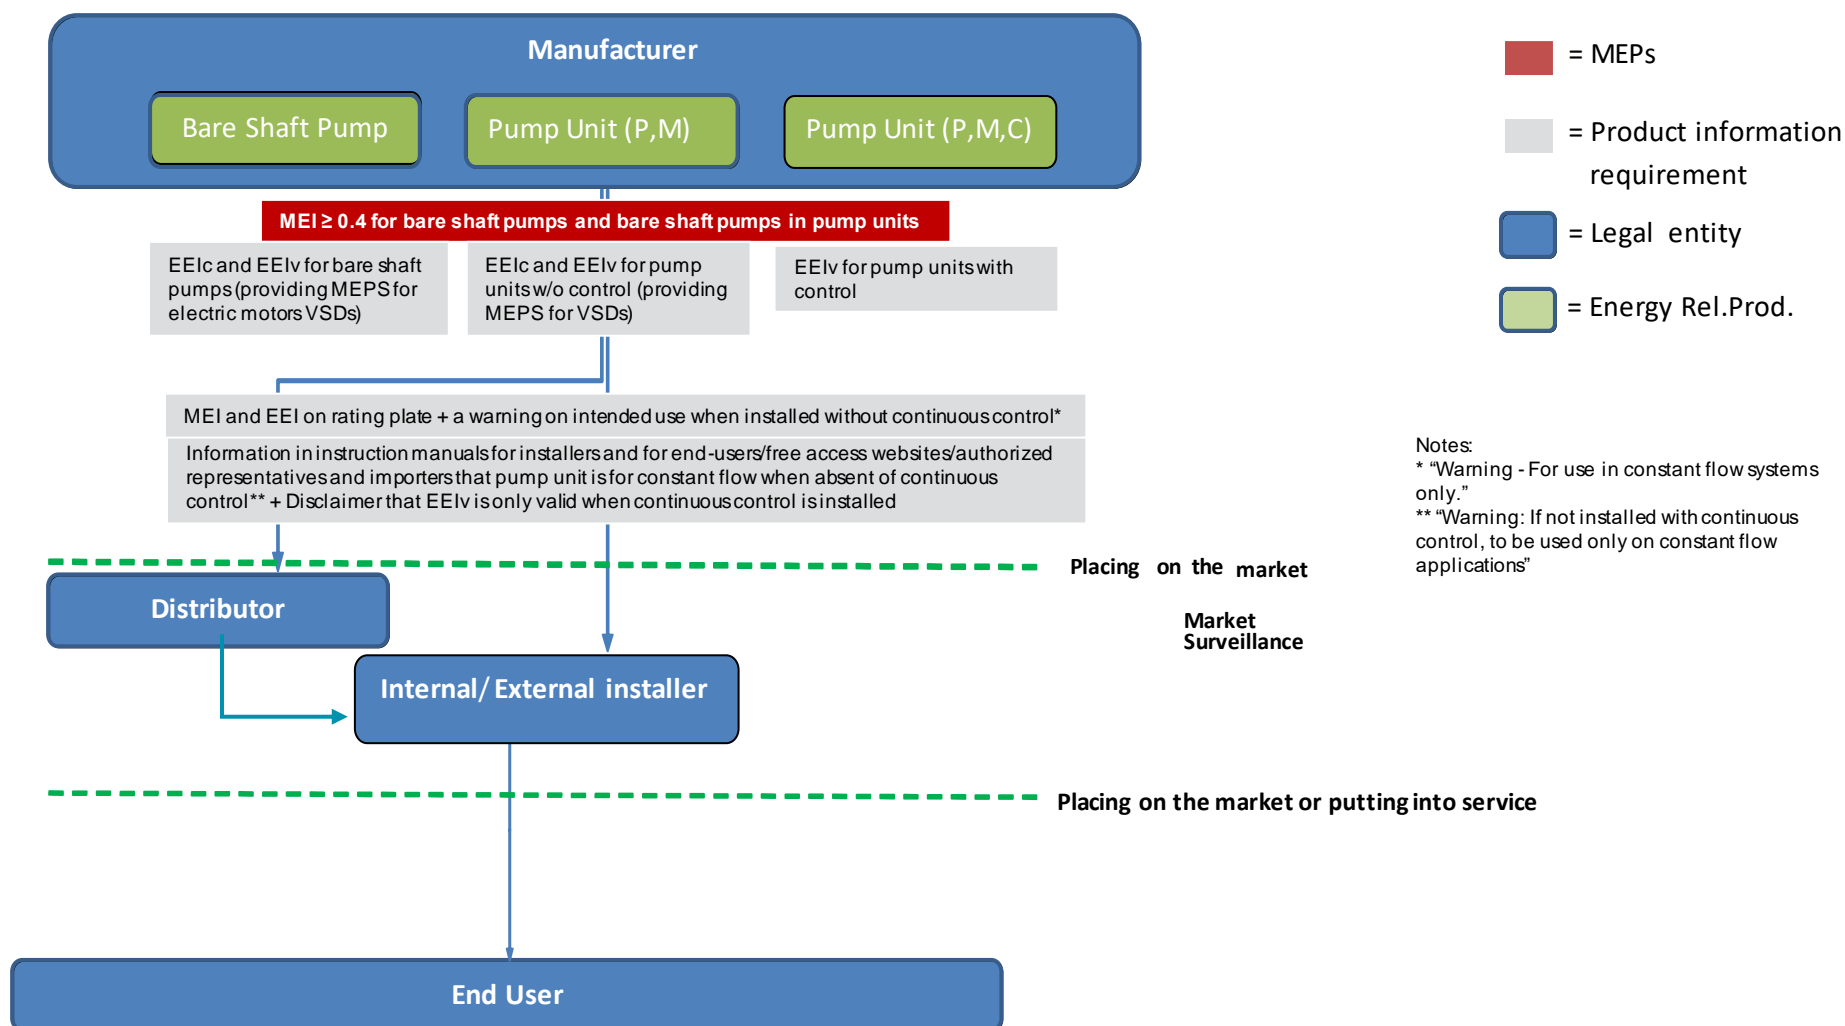 Manufacturer
Bare Shaft Pump
Pump Unit (P,M)
Pump Unit (P,M,C)
MEI ≥ 0.4 for bare shaft pumps and bare shaft pumps in pump units
EEIc and EEIv for bare shaft
pumps (providing MEPS for
electric motors VSDs)
EEIc and EEIv for pump
units w/o control (providing
MEPS for VSDs)
EEIv for pump units with
control
MEI and EEI on rating plate + a warning on intended use when installed without continuous control*
Information in instruction manuals for installers and for end-users/free access websites/authorized
representatives and importers that pump unit is for constant flow when absent of continuous
control** + Disclaimer that EEIv is only valid when continuous control is installed
Placing on the market
Distributor
Market
Surveillance
Internal/External installer
Placing on the market or putting into service
End User
= MEPs
= Product information
requirement
= Legal entity
= Energy Rel.Prod.
Notes:
* “Warning - For use in constant flow systems
only.”
** “Warning: If not installed with continuous
control, to be used only on constant flow
applications”